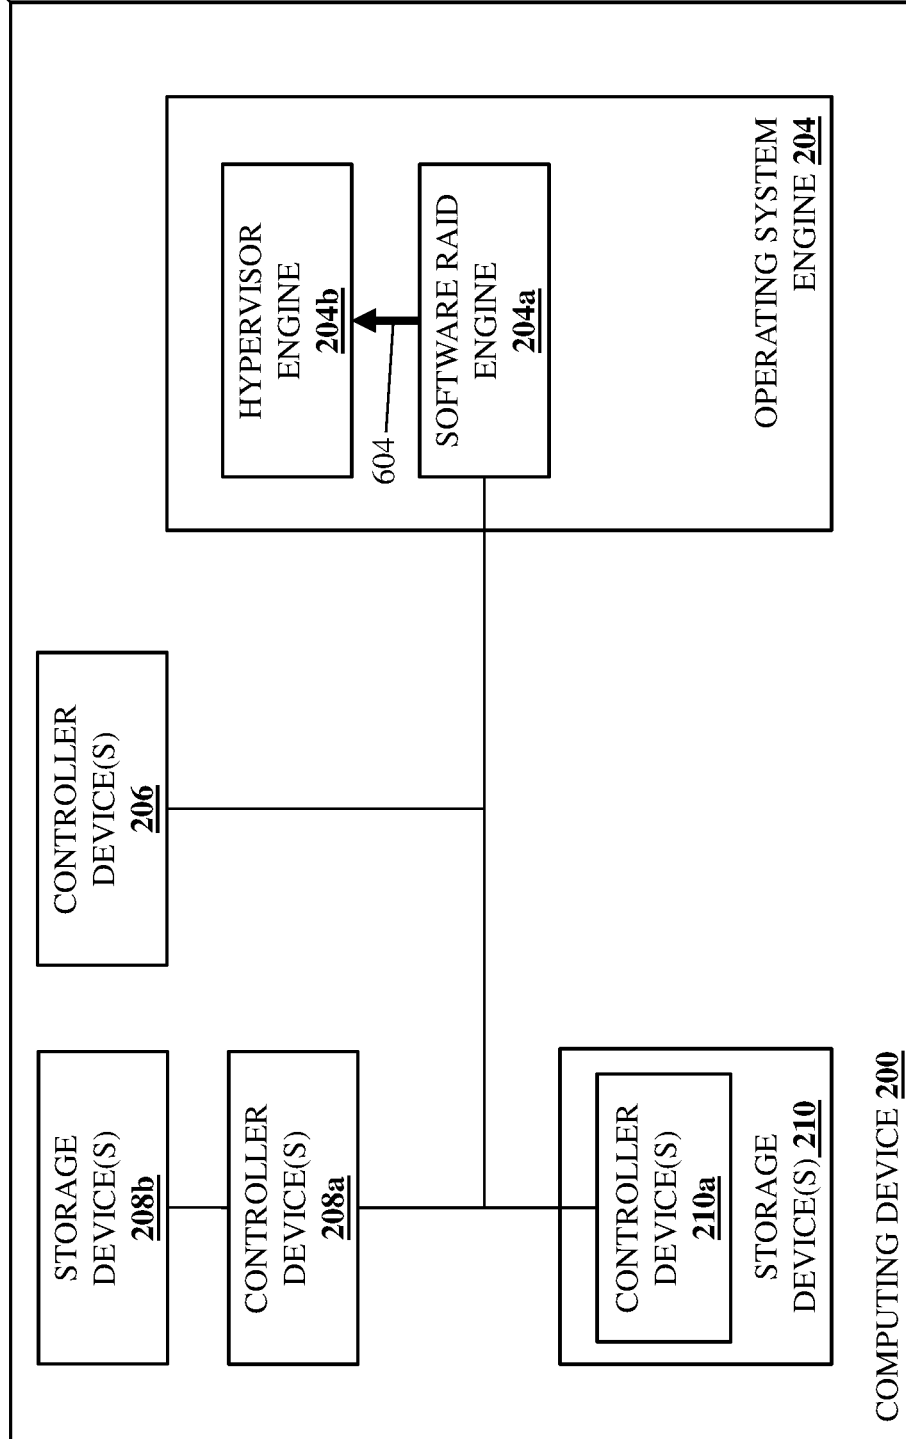 STORAGE
DEVICE(S)
208b
CONTROLLER
DEVICE(S)
208a
CONTROLLER
DEVICE(S)
206
HYPERVISOR
ENGINE
204b
604
SOFTWARE RAID
ENGINE
204a
OPERATING SYSTEM
ENGINE 204
CONTROLLER
DEVICE(S)
210a
STORAGE
DEVICE(S) 210
COMPUTING DEVICE 200